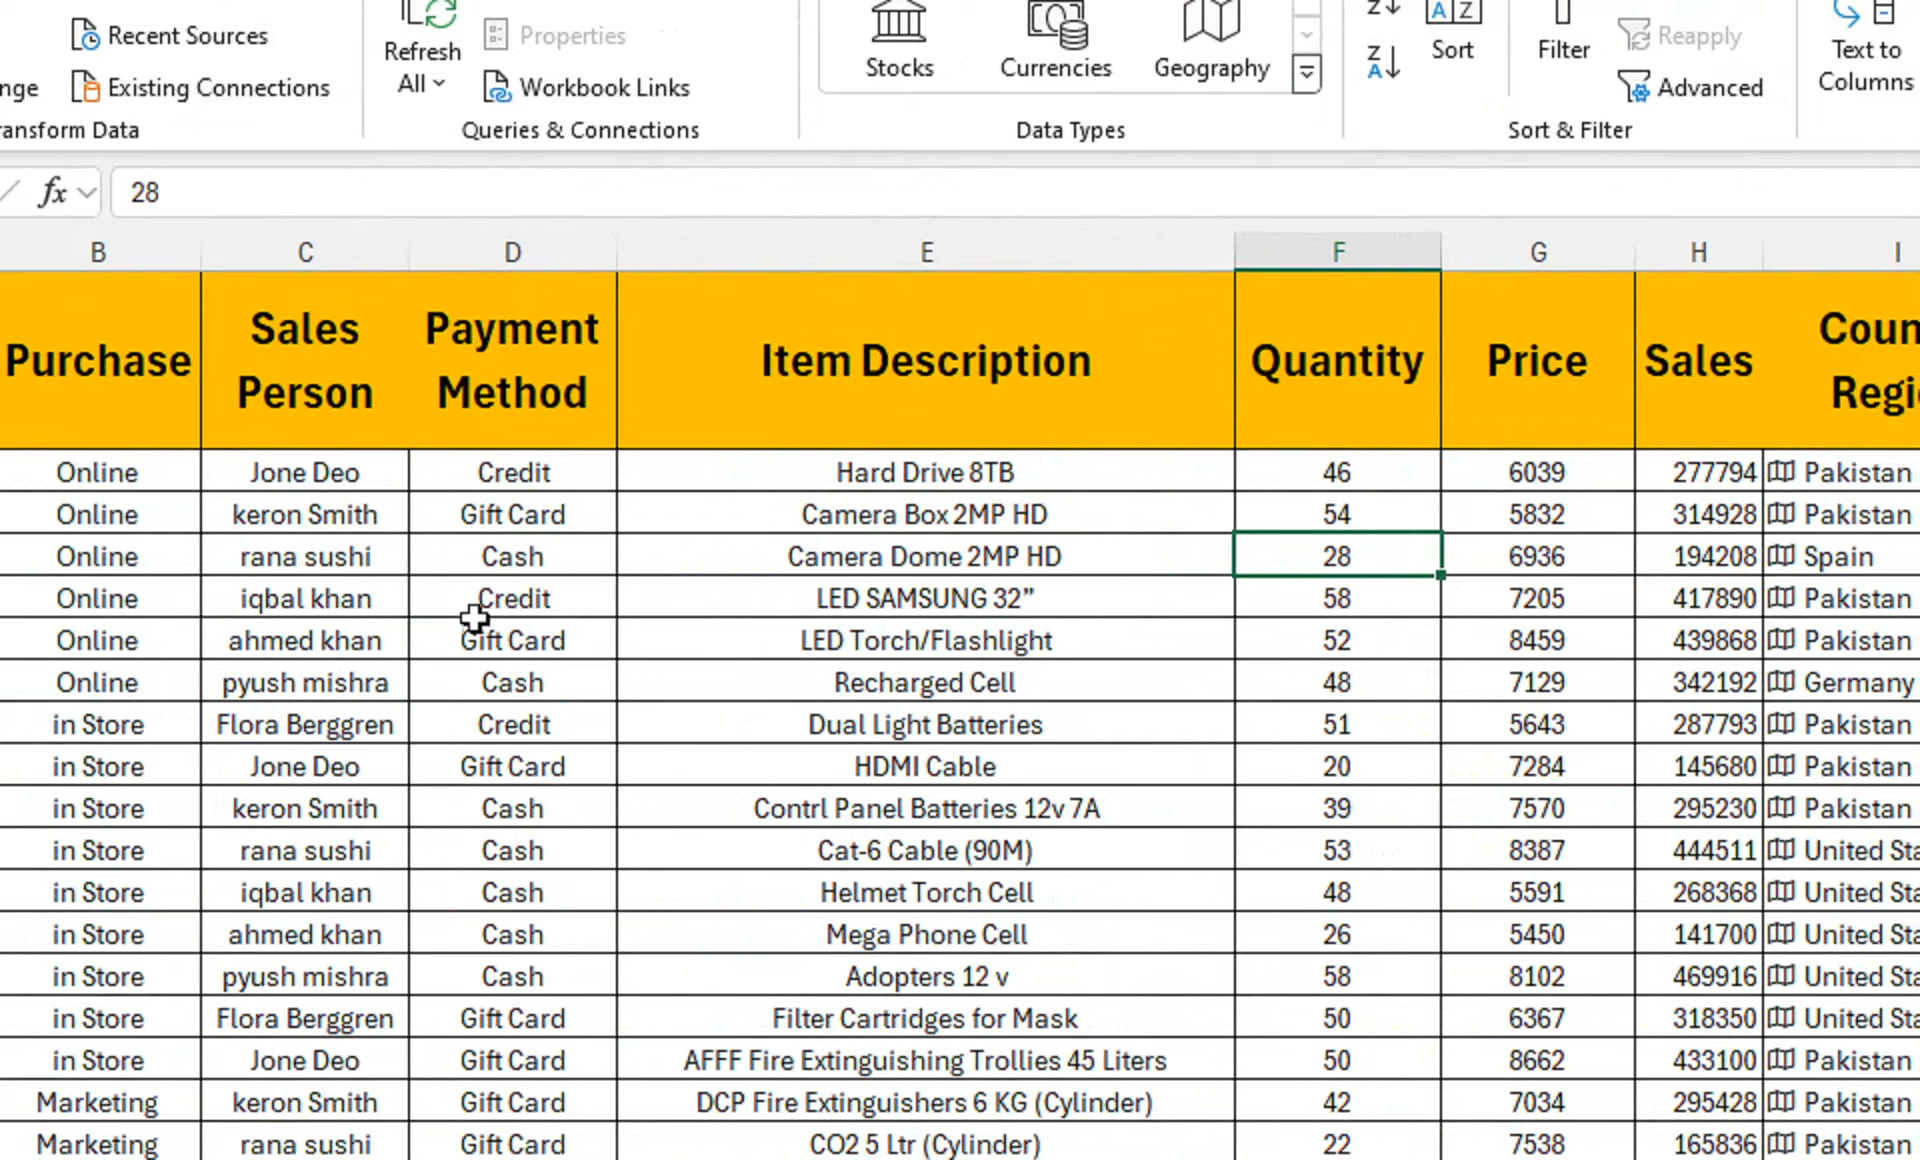 Recent Sources
nge
Existing Connections
ransform Data
Refresh
All
Properties
Workbook Links
Queries & Connections
Stocks
Currencies
Geography
Data Types
Z
Z
A
A Z
Sort
Filter
Reapply
Advanced
Sort & Filter
Text to
Columns
fx 28
B C D E F G H I
Purchase
Sales
Person
Payment
Method
Item Description
Quantity
Price
Sales
Coun
Regi
Online Jone Deo Credit Hard Drive 8TB 46 6039 277794 Pakistan
Online keron Smith Gift Card Camera Box 2MP HD 54 5832 314928 Pakistan
Online rana sushi Cash Camera Dome 2MP HD 28 6936 194208 Spain
Online iqbal khan Credit LED SAMSUNG 32” 58 7205 417890 Pakistan
Online ahmed khan Gift Card LED Torch/Flashlight 52 8459 439868 Pakistan
Online pyush mishra Cash Recharged Cell 48 7129 342192 Germany
in Store Flora Berggren Credit Dual Light Batteries 51 5643 287793 Pakistan
in Store Jone Deo Gift Card HDMI Cable 20 7284 145680 Pakistan
in Store keron Smith Cash Contrl Panel Batteries 12v 7A 39 7570 295230 Pakistan
in Store rana sushi Cash Cat-6 Cable (90M) 53 8387 444511 United Sta
in Store iqbal khan Cash Helmet Torch Cell 48 5591 268368 United Sta
in Store ahmed khan Cash Mega Phone Cell 26 5450 141700 United Sta
in Store pyush mishra Cash Adopters 12 v 58 8102 469916 United Sta
in Store Flora Berggren Gift Card Filter Cartridges for Mask 50 6367 318350 United Sta
in Store Jone Deo Gift Card AFFF Fire Extinguishing Trollies 45 Liters 50 8662 433100 Pakistan
Marketing keron Smith Gift Card DCP Fire Extinguishers 6 KG (Cylinder) 42 7034 295428 Pakistan
Marketing rana sushi Gift Card CO2 5 Ltr (Cylinder) 22 7538 165836 Pakistan